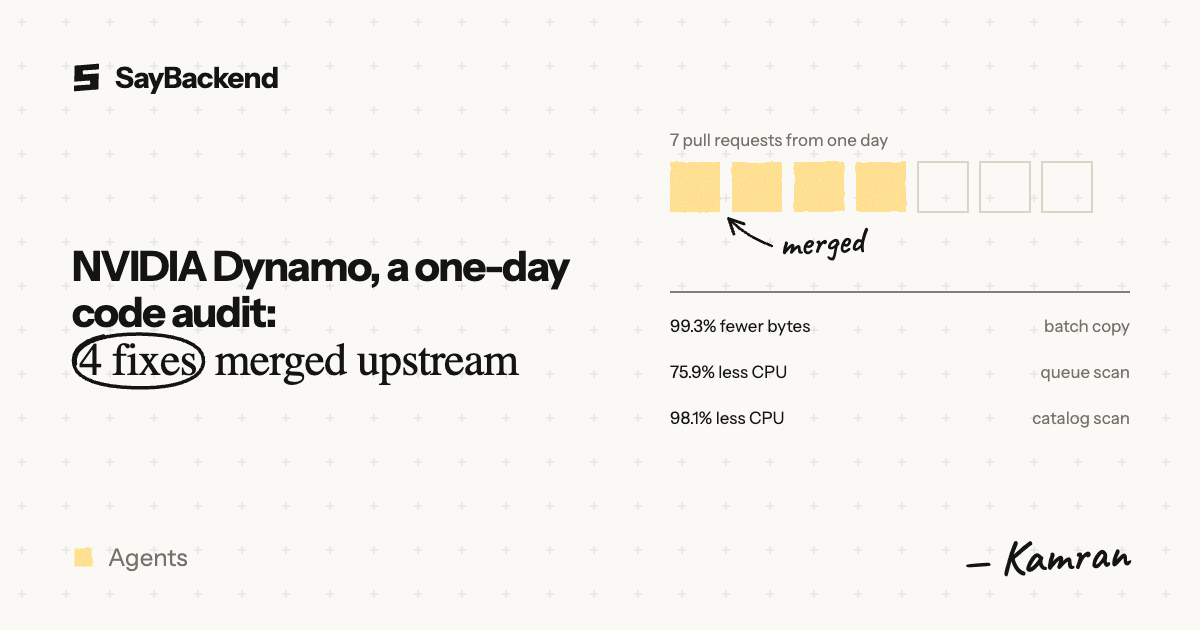 SayBackend
NVIDIA Dynamo, a one-day
code audit:
4 fixes merged upstream
7 pull requests from one day
merged
99.3% fewer bytes batch copy
75.9% less CPU queue scan
98.1% less CPU catalog scan
Agents
– Kamran